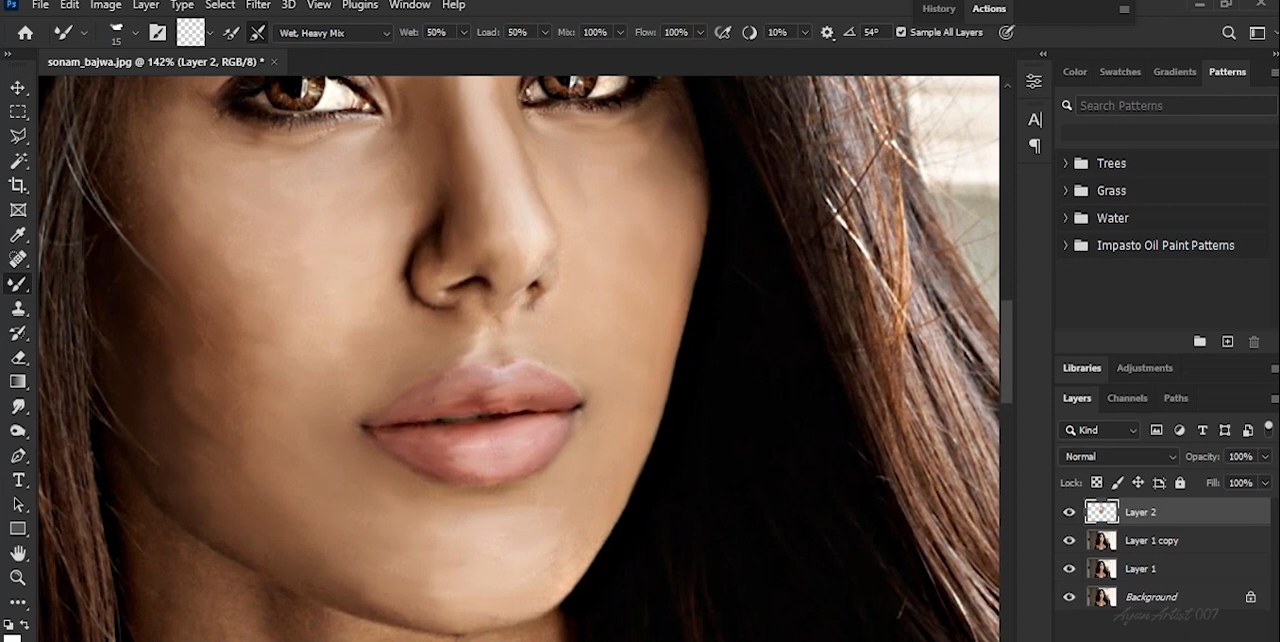 Ps File Edit Image Layer Type Select Filter 3D View Plugins Window Help
History Actions
15 Wet, Heavy Mix Wet: 50% Load: 50% Mix: 100% Flow: 100% 10% 54° Sample All Layers
sonam_bajwa.jpg @ 142% (Layer 2, RGB/8) * ×
Color Swatches Gradients Patterns
Search Patterns
Trees
Grass
Water
Impasto Oil Paint Patterns
Libraries Adjustments
Layers Channels Paths
Kind
Normal Opacity: 100%
Lock: Fill: 100%
Layer 2
Layer 1 copy
Layer 1
Background
Ayan Artist 007